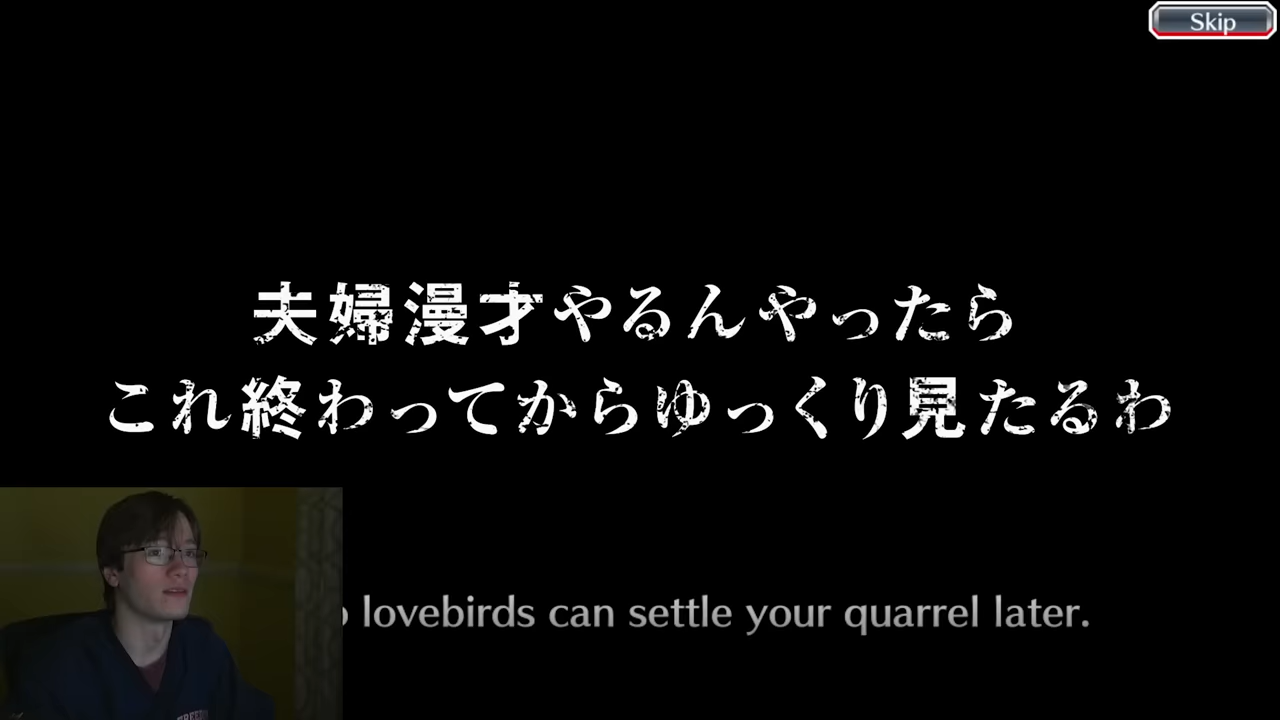 Skip
夫婦漫才やるんやったら
これ終わってからゆっくり見たるわ
lovebirds can settle your quarrel later.